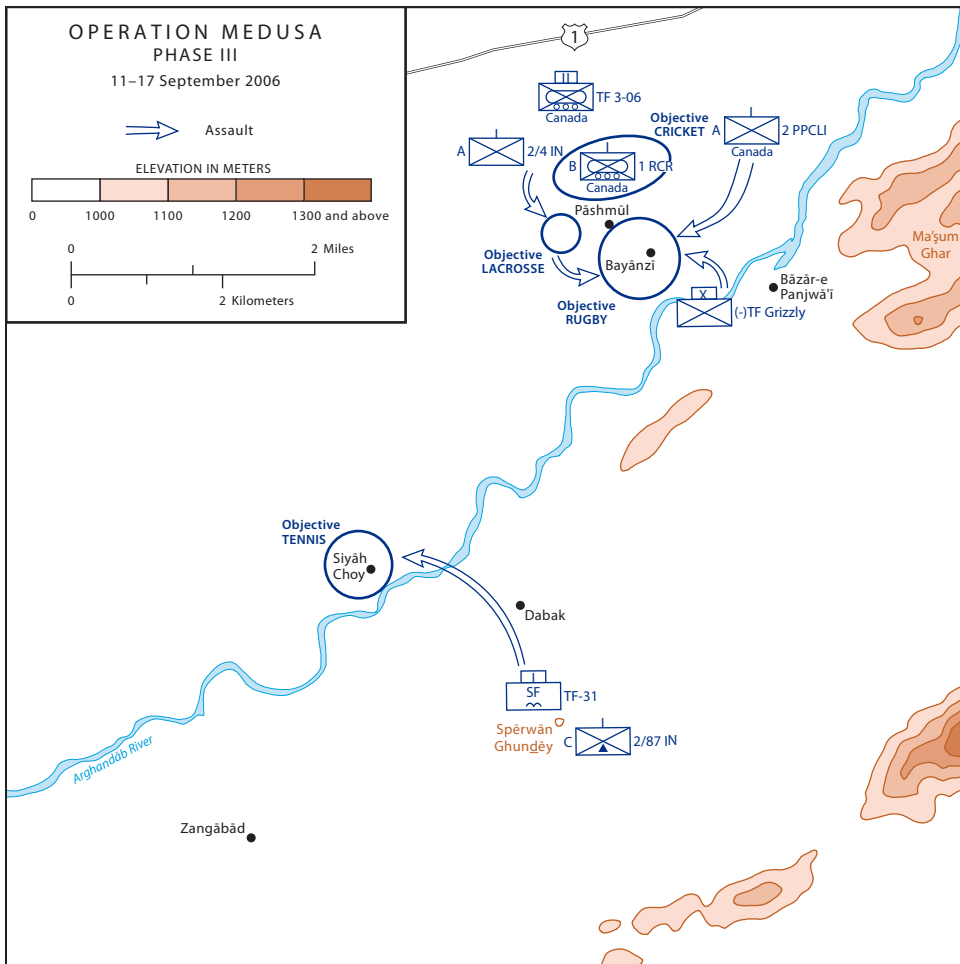 OPERATION MEDUSA
PHASE III
11–17 September 2006
Assault
ELEVATION IN METERS
0 1000 1100 1200 1300 and above
0 2 Miles
0 2 Kilometers
1
II
TF 3-06
Canada
Objective
CRICKET
A 2 PPCLI
Canada
A 2/4 IN
B 1 RCR
Canada
Pāshmūl
Objective
LACROSSE
Bayānzī
Objective
RUGBY
X
(-)TF Grizzly
Bāzār-e
Panjwā'ī
Ma'şum
Ghar
Objective
TENNIS
Siyāh
Choy
Dabak
I
SF
TF-31
Spērwān
Ghundēy
C 2/87 IN
Arghandāb River
Zangābād